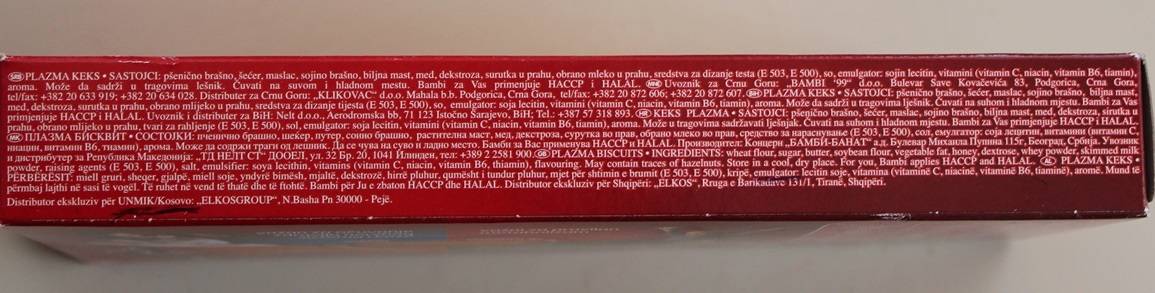 SRB PLAZMA KEKS • SASTOJCI: pšenično brašno, šećer, maslac, sojino brašno, biljna mast, med, dekstroza, surutka u prahu, obrano mleko u prahu, sredstva za dizanje testa (E 503, E 500), so, emulgator: sojin lecitin, vitamini (vitamin C, niacin, vitamin B6, tiamin),
aroma. Može da sadrži u tragovima lešnik. Čuvati na suvom i hladnom mestu. Bambi za Vas primenjuje HACCP i HALAL. Uvoznik za Crnu Goru: „BAMBI '99“ d.o.o. Bulevar Save Kovačevića 83, Podgorica, Crna Gora,
tel/fax: +382 20 633 919; +382 20 634 028. Distributer za Crnu Goru: „KLIKOVAC“ d.o.o. Mahala b.b. Podgorica, Crna Gora, tel/fax: +382 20 872 606; +382 20 872 607. PLAZMA KEKS • SASTOJCI: pšenično brašno, šećer, maslac, sojino brašno, biljna mast,
med, dekstroza, surutka u prahu, obrano mlijeko u prahu, sredstva za dizanje tijesta (E 503, E 500), so, emulgator: soja lecitin, vitamini (vitamin C, niacin, vitamin B6, tiamin), aroma. Može da sadrži u tragovima lješnik. Čuvati na suvom i hladnom mestu. Bambi za Vas
primjenjuje HACCP i HALAL. Uvoznik i distributer za BiH: Nelt d.o.o., Aerodromska bb, 71 123 Istočno Sarajevo, BiH; Tel.: +387 57 318 893. KEKS PLAZMA • SASTOJCI: pšenično brašno, šećer, maslac, sojino brašno, biljna mast, med, dekstroza, sirutka u
prahu, obrano mlijeko u prahu, tvari za rahljenje (E 503, E 500), sol, emulgator: soja lecitin, vitamini (vitamin C, niacin, vitamin B6, tiamin), aroma. Može u tragovima sadržavati lješnjak. Čuvati na suhom i hladnom mjestu. Bambi za Vas primjenjuje HACCP i HALAL.
MK ПЛАЗМА БИСКВИТ • СОСТОЈКИ: пченично брашно, шеќер, путер, соино брашно, растителна маст, мед, декстроза, сурутка во прав, обрано млеко во прав, средство за нараснување (E 503, E 500), сол, емулгатор: соја лецитин, витамини (витамин C,
ниацин, витамин B6, тиамин), арома. Може да содржи траги од лешник. Да се чува на суво и ладно место. Бамби за Вас применува HACCP и HALAL. Производител: Концерн „БАМБИ-БАНАТ“ а.д. Булевар Михаила Пупина 115г, Београд, Србија. Увозник
и дистрибутер за Република Македонија: „ТД НЕЛТ СТ“ ДООЕЛ, ул. 32 Бр. 20, 1041 Илинден, тел: +389 2 2581 900. GB PLAZMA BISCUITS • INGREDIENTS: wheat flour, sugar, butter, soybean flour, vegetable fat, honey, dextrose, whey powder, skimmed milk
powder, raising agents (E 503, E 500), salt, emulsifier: soya lecithin, vitamins (vitamin C, niacin, vitamin B6, thiamin), flavouring. May contain traces of hazelnuts. Store in a cool, dry place. For you, Bambi applies HACCP and HALAL. AL PLAZMA KEKS •
PËRBËRËSIT: miell gruri, sheqer, gjalpë, miell soje, yndyrë bimësh, mjaltë, dekstrozë, hirrë pluhur, qumësht i tundur pluhur, mjet për shtimin e brumit (E 503, E 500), kripë, emulgator: lecitin soje, vitamina (vitaminë C, niacinë, vitaminë B6, tiaminë), aromë. Mund të
përmbaj lajthi në sasi të vogël. Të ruhet në vend të thatë dhe të ftohtë. Bambi për Ju e zbaton HACCP dhe HALAL. Distributor ekskluziv për Shqipëri: „ELKOS“, Rruga e Barikadave 131/1, Tiranë, Shqipëri.
Distributor ekskluziv për UNMIK/Kosovo: „ELKOSGROUP“, N.Basha Pn 30000 - Pejë.